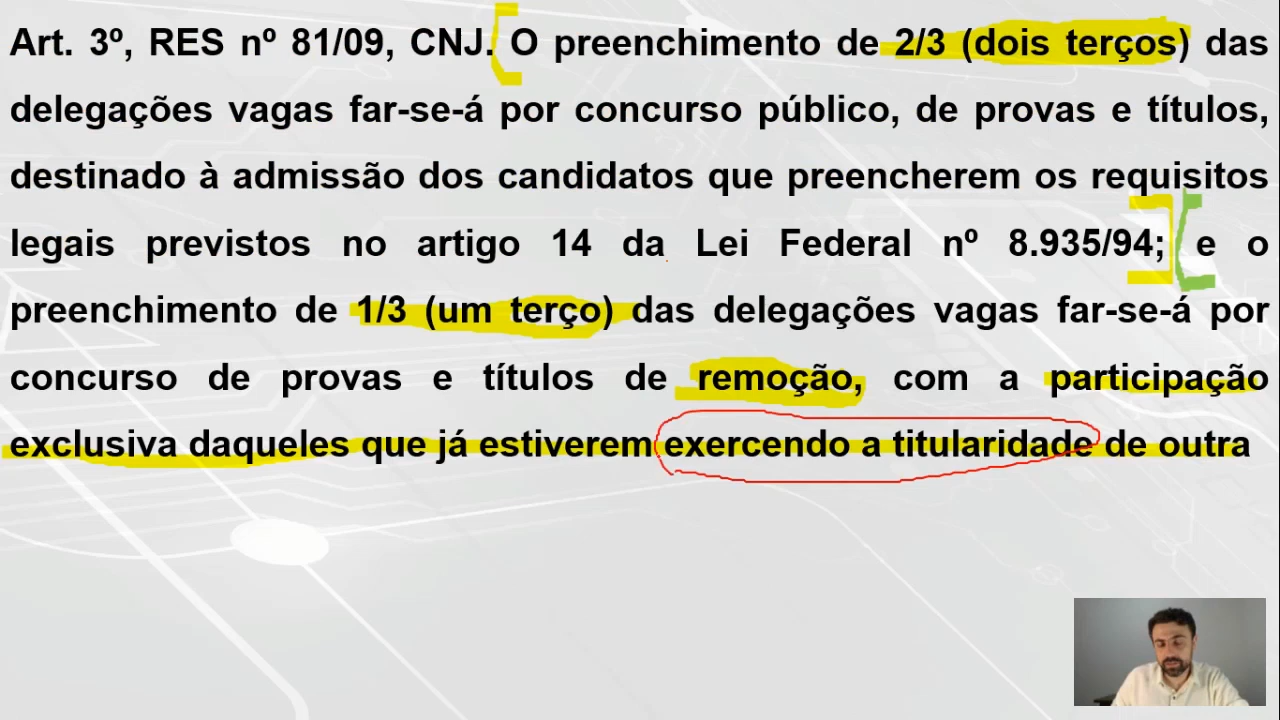 Art. 3º, RES nº 81/09, CNJ. O preenchimento de 2/3 (dois terços) das
delegações vagas far-se-á por concurso público, de provas e títulos,
destinado à admissão dos candidatos que preencherem os requisitos
legais previstos no artigo 14 da Lei Federal nº 8.935/94; e o
preenchimento de 1/3 (um terço) das delegações vagas far-se-á por
concurso de provas e títulos de remoção, com a participação
exclusiva daqueles que já estiverem exercendo a titularidade de outra